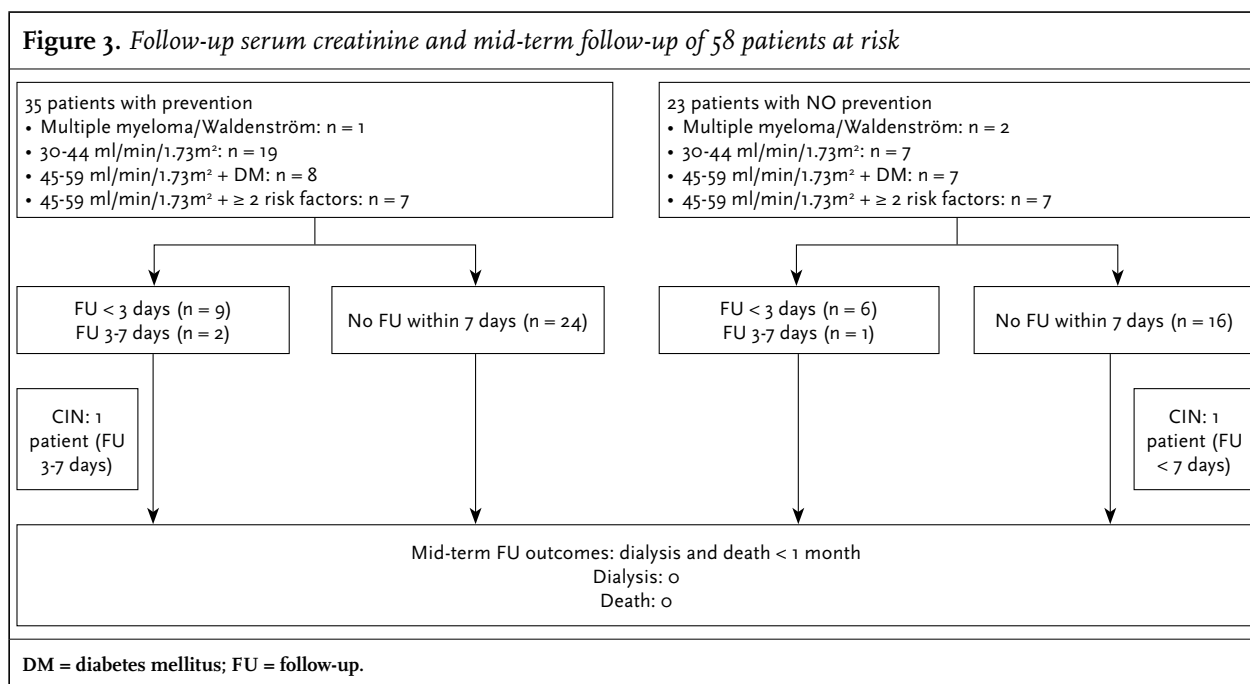 Figure 3. Follow-up serum creatinine and mid-term follow-up of 58 patients at risk
35 patients with prevention
• Multiple myeloma/Waldenström: n = 1
• 30-44 ml/min/1.73m²: n = 19
• 45-59 ml/min/1.73m² + DM: n = 8
• 45-59 ml/min/1.73m² + ≥ 2 risk factors: n = 7
23 patients with NO prevention
• Multiple myeloma/Waldenström: n = 2
• 30-44 ml/min/1.73m²: n = 7
• 45-59 ml/min/1.73m² + DM: n = 7
• 45-59 ml/min/1.73m² + ≥ 2 risk factors: n = 7
FU < 3 days (n = 9)
FU 3-7 days (n = 2)
No FU within 7 days (n = 24)
FU < 3 days (n = 6)
FU 3-7 days (n = 1)
No FU within 7 days (n = 16)
CIN: 1
patient (FU
3-7 days)
CIN: 1
patient (FU
< 7 days)
Mid-term FU outcomes: dialysis and death < 1 month
Dialysis: 0
Death: 0
DM = diabetes mellitus; FU = follow-up.